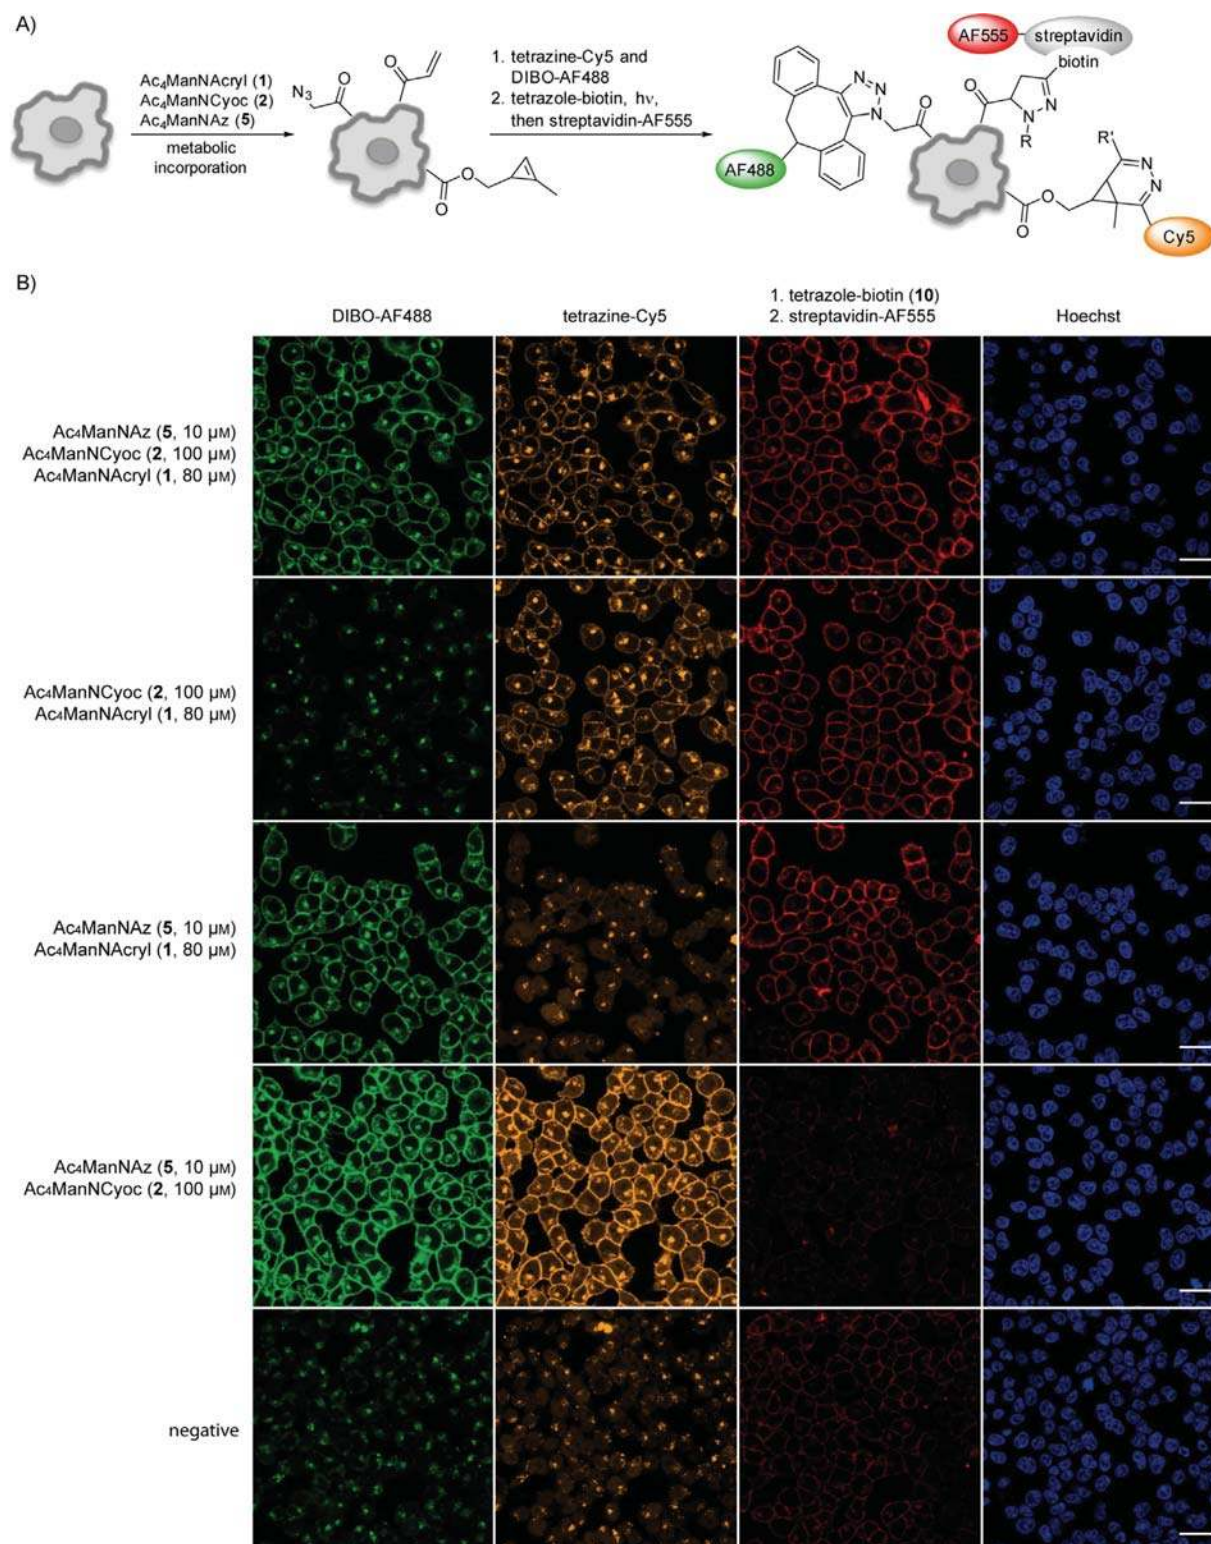 A)
Ac₄ManNAcryl (1)
Ac₄ManNCyoc (2)
Ac₄ManNAz (5)
metabolic
incorporation
N₃
O
O
O
O
1. tetrazine-Cy5 and
DIBO-AF488
2. tetrazole-biotin, hν,
then streptavidin-AF555
AF555
streptavidin
biotin
N
N
N
O
O
N
N
R
R'
N
N
AF488
O
O
Cy5
B)
DIBO-AF488
tetrazine-Cy5
1. tetrazole-biotin (10)
2. streptavidin-AF555
Hoechst
Ac₄ManNAz (5, 10 μM)
Ac₄ManNCyoc (2, 100 μM)
Ac₄ManNAcryl (1, 80 μM)
Ac₄ManNCyoc (2, 100 μM)
Ac₄ManNAcryl (1, 80 μM)
Ac₄ManNAz (5, 10 μM)
Ac₄ManNAcryl (1, 80 μM)
Ac₄ManNAz (5, 10 μM)
Ac₄ManNCyoc (2, 100 μM)
negative